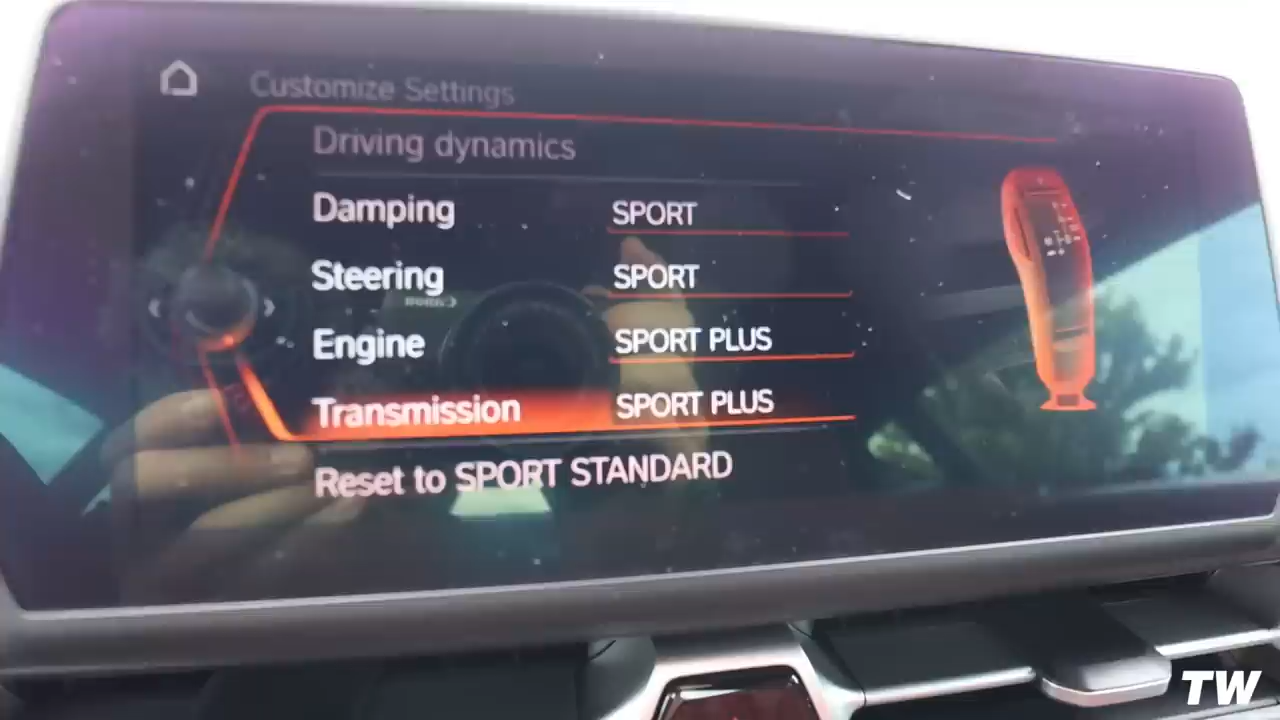 Customize Settings
Driving dynamics
Damping SPORT
Steering SPORT
Engine SPORT PLUS
Transmission SPORT PLUS
Reset to SPORT STANDARD
TW